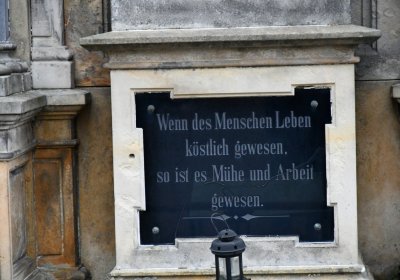 Wenn des Menschen Leben
köstlich gewesen.
so ist es Mühe und Arbeit
gewesen.